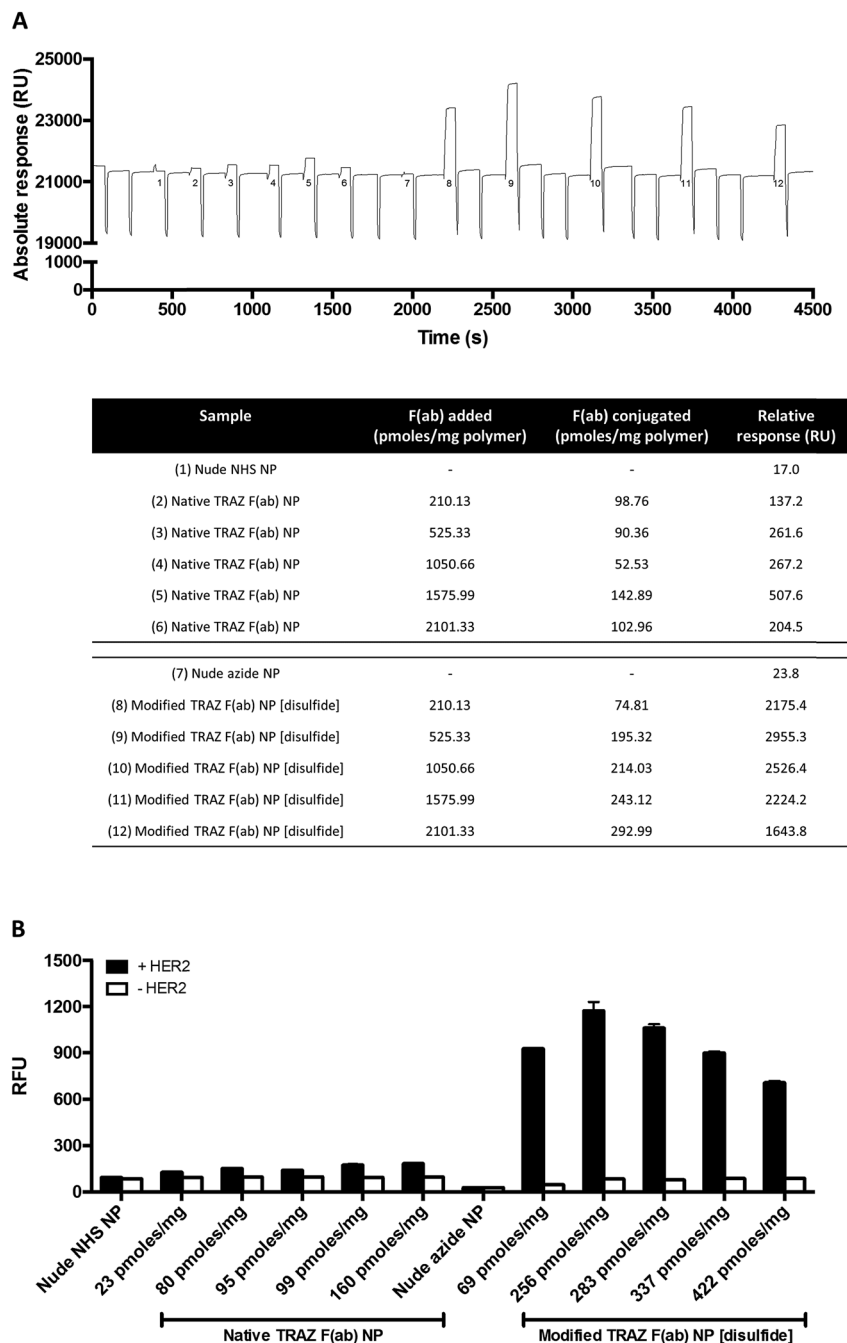 A
25000
23000
21000
19000
1000
0
Absolute response (RU)
1 2 3 4 5 6 7 8 9 10 11 12
0 500 1000 1500 2000 2500 3000 3500 4000 4500
Time (s)
Sample F(ab) added (pmoles/mg polymer) F(ab) conjugated (pmoles/mg polymer) Relative response (RU)
(1) Nude NHS NP - - 17.0
(2) Native TRAZ F(ab) NP 210.13 98.76 137.2
(3) Native TRAZ F(ab) NP 525.33 90.36 261.6
(4) Native TRAZ F(ab) NP 1050.66 52.53 267.2
(5) Native TRAZ F(ab) NP 1575.99 142.89 507.6
(6) Native TRAZ F(ab) NP 2101.33 102.96 204.5
(7) Nude azide NP - - 23.8
(8) Modified TRAZ F(ab) NP [disulfide] 210.13 74.81 2175.4
(9) Modified TRAZ F(ab) NP [disulfide] 525.33 195.32 2955.3
(10) Modified TRAZ F(ab) NP [disulfide] 1050.66 214.03 2526.4
(11) Modified TRAZ F(ab) NP [disulfide] 1575.99 243.12 2224.2
(12) Modified TRAZ F(ab) NP [disulfide] 2101.33 292.99 1643.8
B
1500
1200
900
600
300
0
RFU
+ HER2
- HER2
Nude NHS NP
23 pmoles/mg
80 pmoles/mg
95 pmoles/mg
99 pmoles/mg
160 pmoles/mg
Nude azide NP
69 pmoles/mg
256 pmoles/mg
283 pmoles/mg
337 pmoles/mg
422 pmoles/mg
Native TRAZ F(ab) NP
Modified TRAZ F(ab) NP [disulfide]